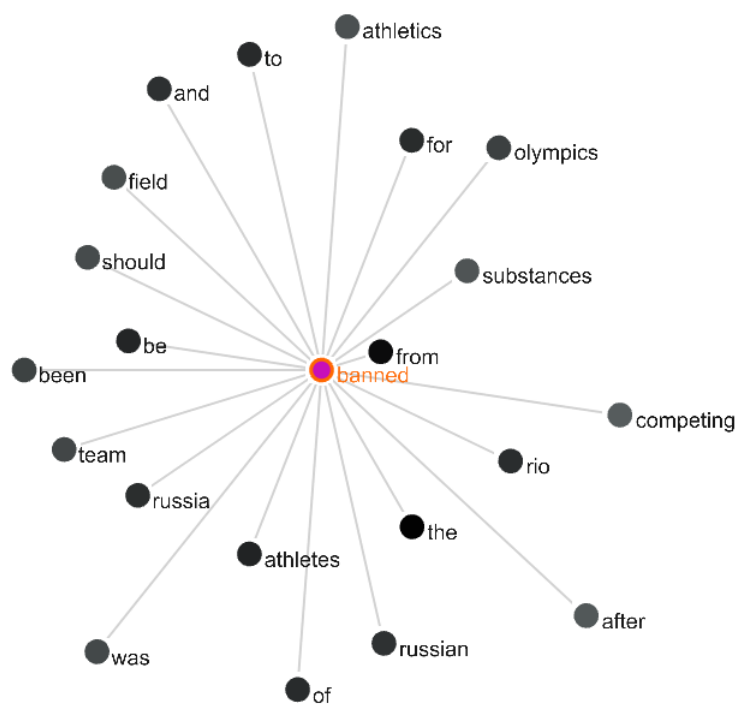 athletics
to
and
for
olympics
field
should
substances
be
from
been
banned
competing
team
rio
russia
the
athletes
after
russian
was
of